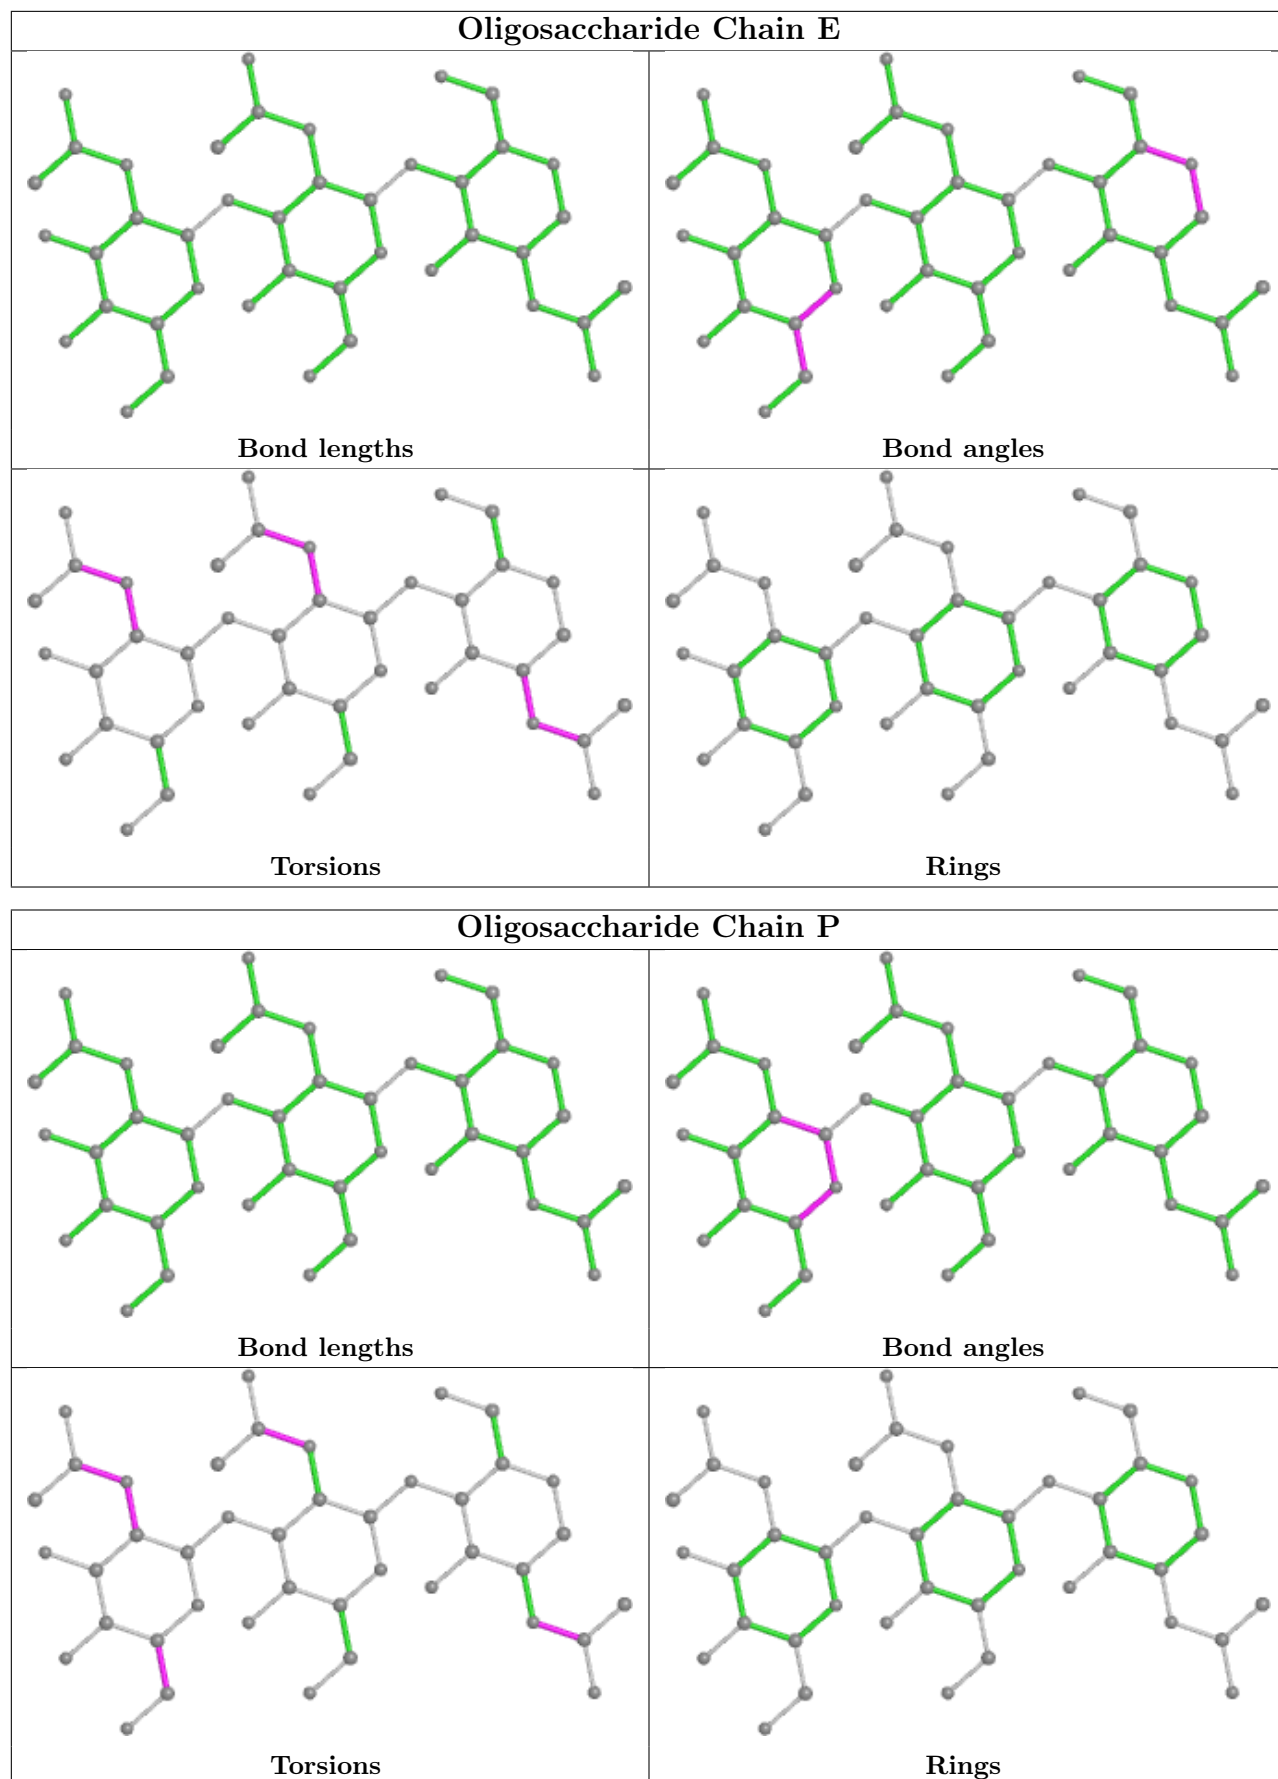 Oligosaccharide Chain E
Bond lengths
Bond angles
Torsions
Rings
Oligosaccharide Chain P
Bond lengths
Bond angles
Torsions
Rings